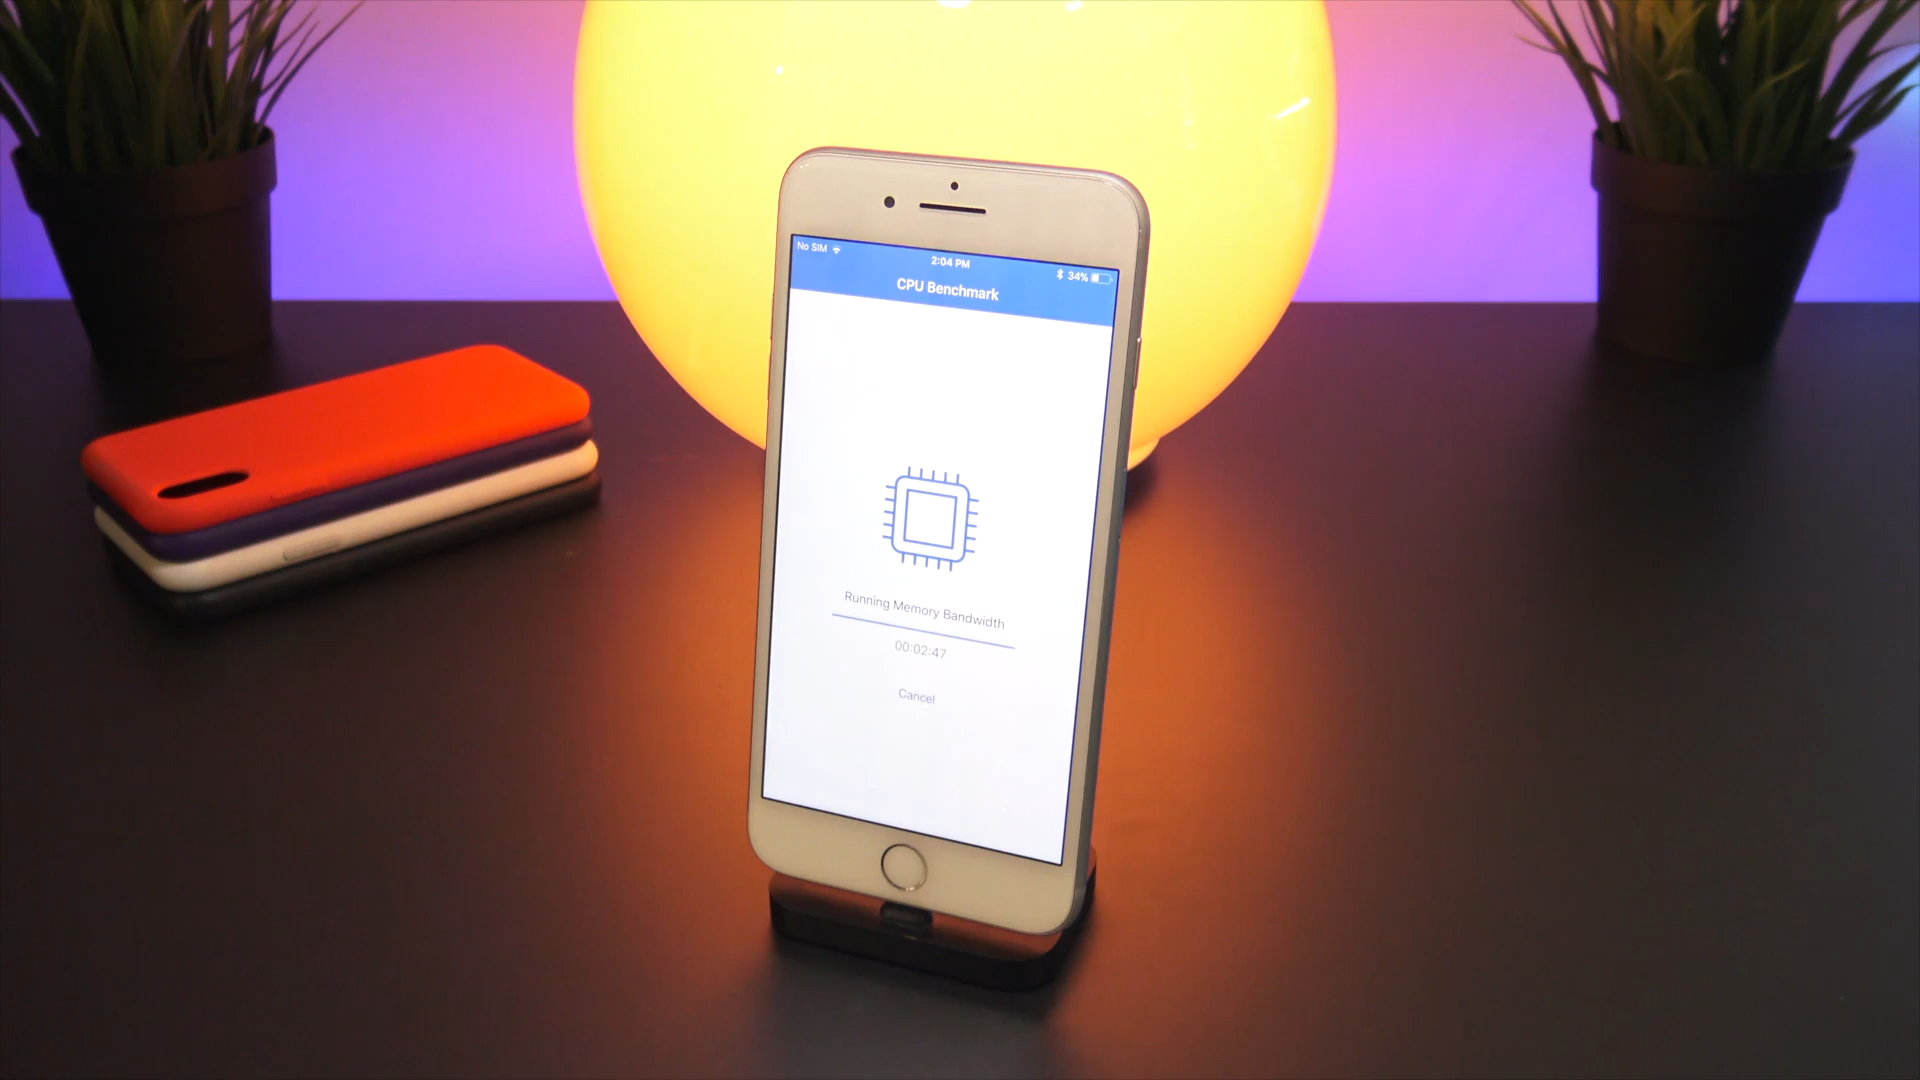 No SIM
2:04 PM
34%
CPU Benchmark
Running Memory Bandwidth
00:02:47
Cancel